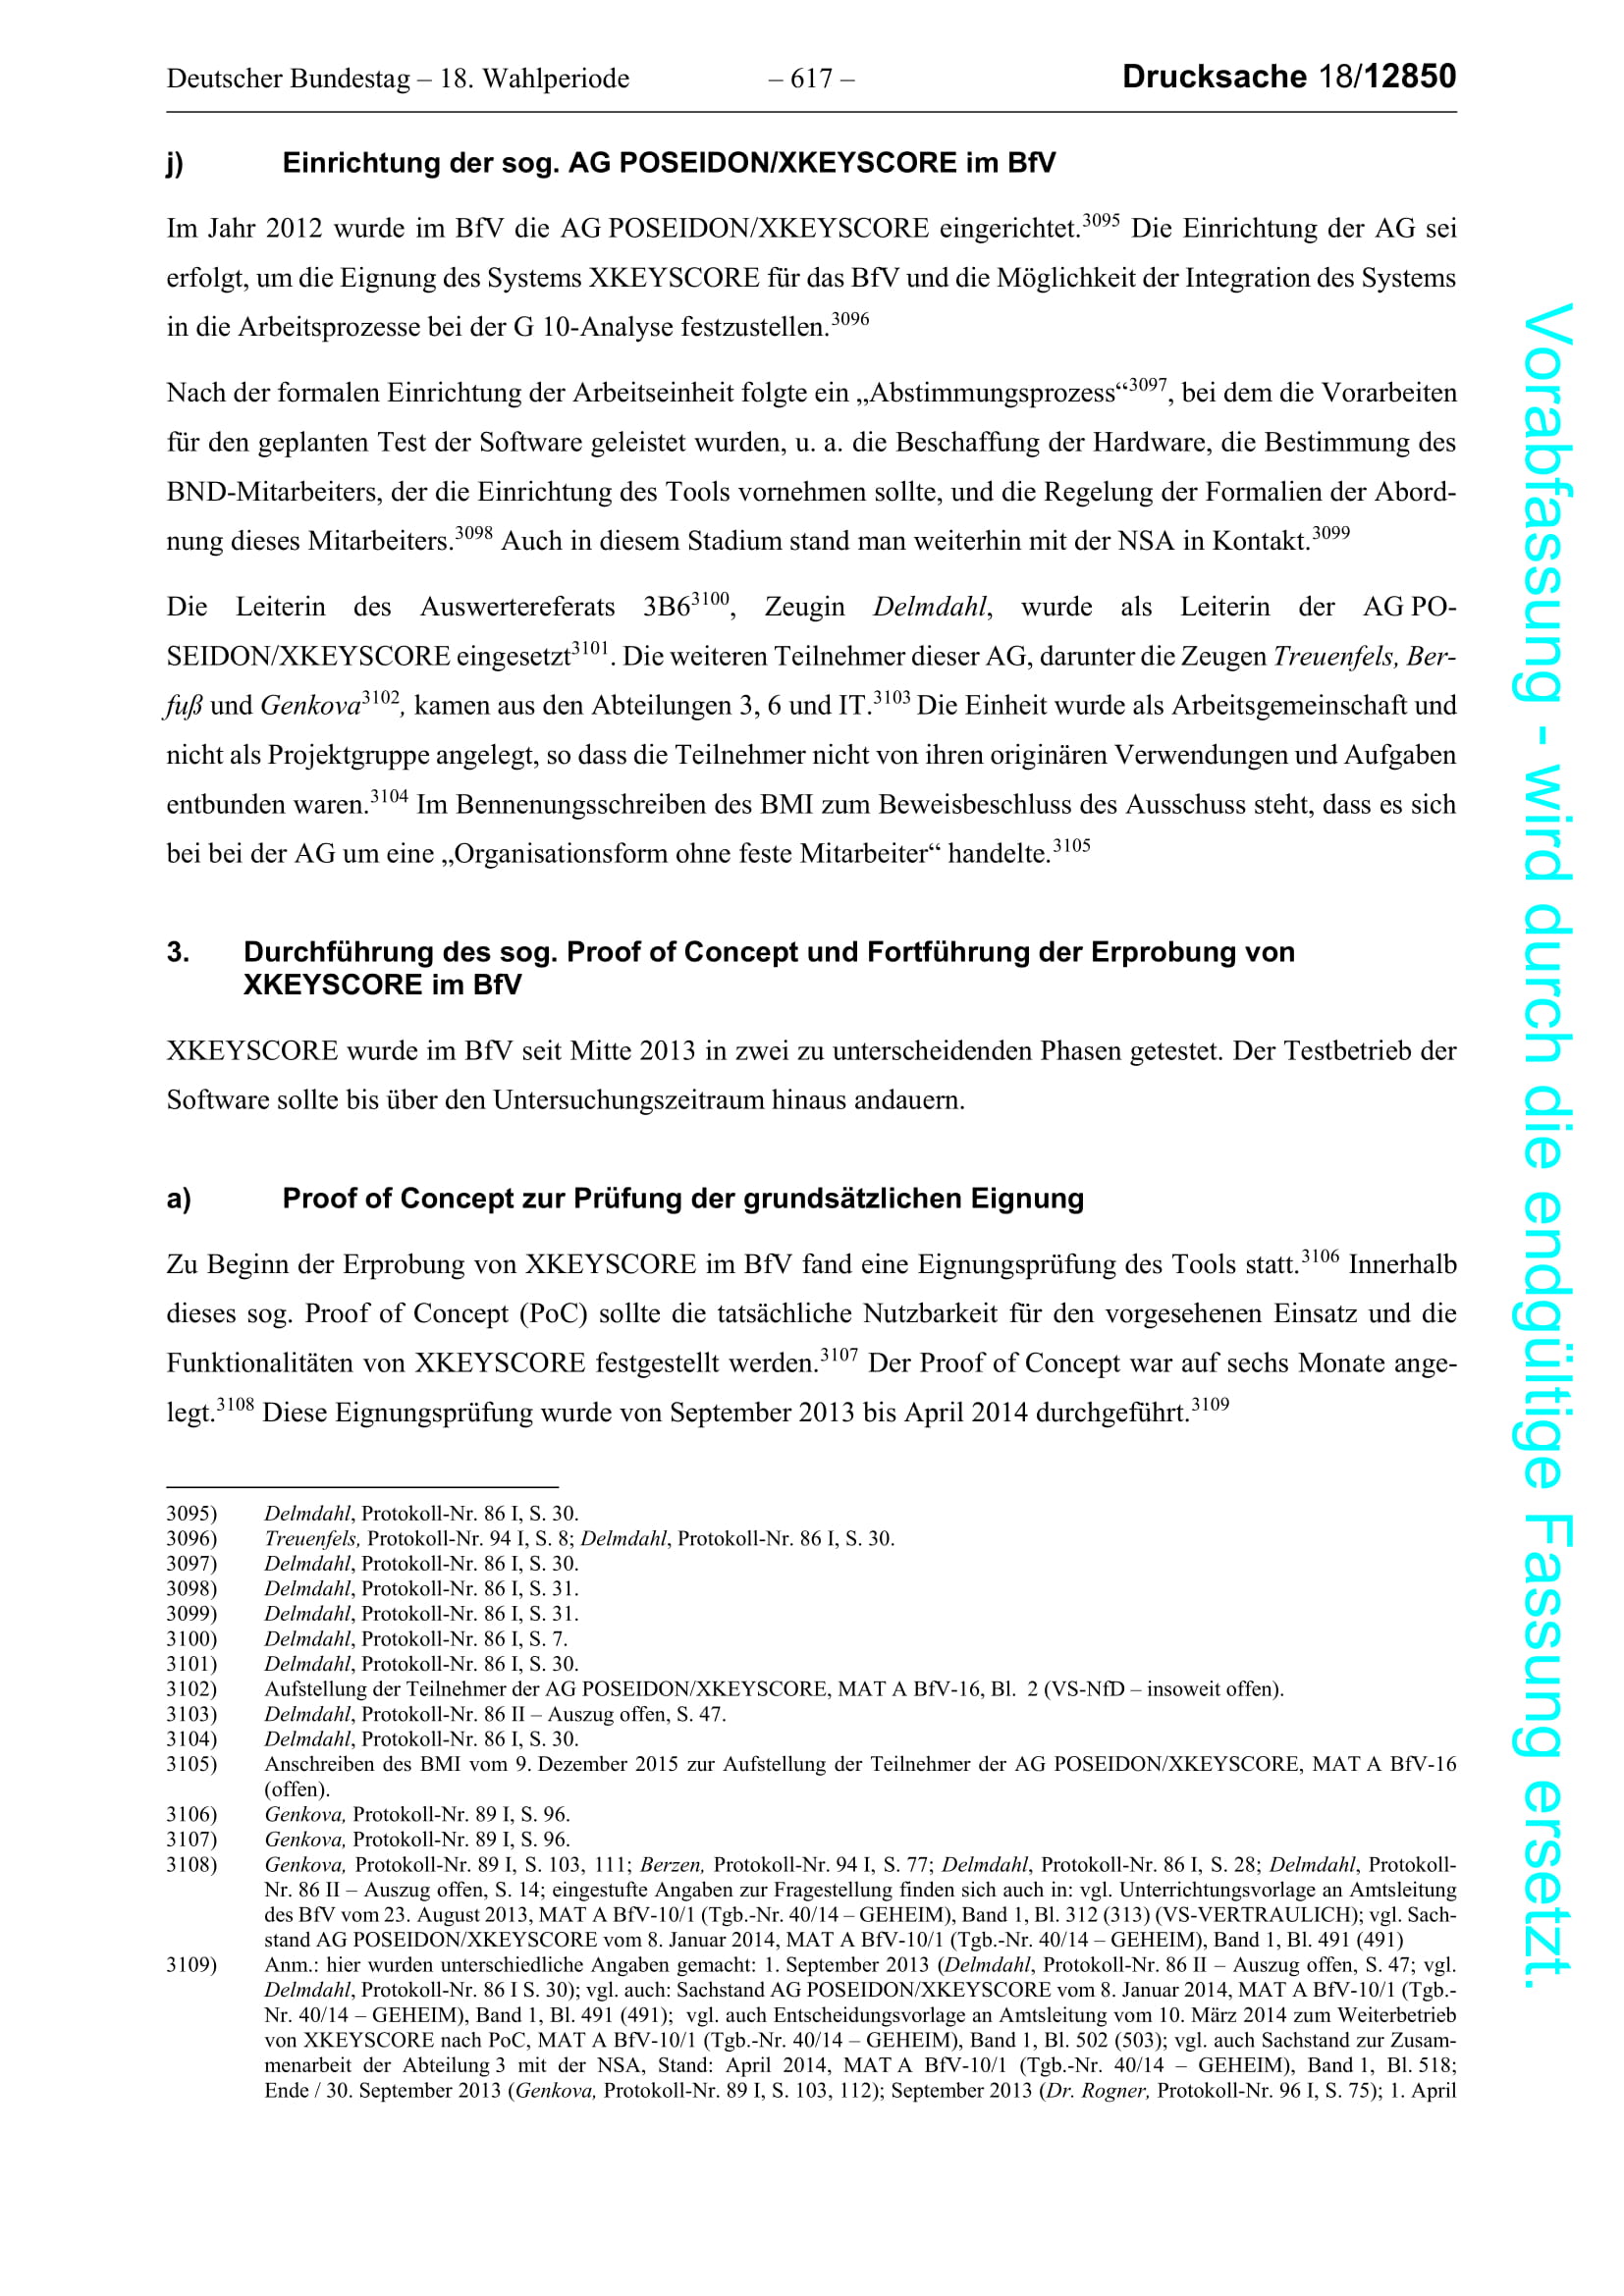 Deutscher Bundestag – 18. Wahlperiode – 617 – Drucksache 18/12850
j) Einrichtung der sog. AG POSEIDON/XKEYSCORE im BfV
Im Jahr 2012 wurde im BfV die AG POSEIDON/XKEYSCORE eingerichtet.3095 Die Einrichtung der AG sei
erfolgt, um die Eignung des Systems XKEYSCORE für das BfV und die Möglichkeit der Integration des Systems
in die Arbeitsprozesse bei der G 10-Analyse festzustellen.3096
Nach der formalen Einrichtung der Arbeitseinheit folgte ein „Abstimmungsprozess“3097, bei dem die Vorarbeiten
für den geplanten Test der Software geleistet wurden, u. a. die Beschaffung der Hardware, die Bestimmung des
BND-Mitarbeiters, der die Einrichtung des Tools vornehmen sollte, und die Regelung der Formalien der Abord-
nung dieses Mitarbeiters.3098 Auch in diesem Stadium stand man weiterhin mit der NSA in Kontakt.3099
Die Leiterin des Auswertereferats 3B63100, Zeugin Delmdahl, wurde als Leiterin der AG PO-
SEIDON/XKEYSCORE eingesetzt3101. Die weiteren Teilnehmer dieser AG, darunter die Zeugen Treuenfels, Ber-
fuß und Genkova3102, kamen aus den Abteilungen 3, 6 und IT.3103 Die Einheit wurde als Arbeitsgemeinschaft und
nicht als Projektgruppe angelegt, so dass die Teilnehmer nicht von ihren originären Verwendungen und Aufgaben
entbunden waren.3104 Im Bennenungsschreiben des BMI zum Beweisbeschluss des Ausschuss steht, dass es sich
bei bei der AG um eine „Organisationsform ohne feste Mitarbeiter“ handelte.3105
3. Durchführung des sog. Proof of Concept und Fortführung der Erprobung von
XKEYSCORE im BfV
XKEYSCORE wurde im BfV seit Mitte 2013 in zwei zu unterscheidenden Phasen getestet. Der Testbetrieb der
Software sollte bis über den Untersuchungszeitraum hinaus andauern.
a) Proof of Concept zur Prüfung der grundsätzlichen Eignung
Zu Beginn der Erprobung von XKEYSCORE im BfV fand eine Eignungsprüfung des Tools statt.3106 Innerhalb
dieses sog. Proof of Concept (PoC) sollte die tatsächliche Nutzbarkeit für den vorgesehenen Einsatz und die
Funktionalitäten von XKEYSCORE festgestellt werden.3107 Der Proof of Concept war auf sechs Monate ange-
legt.3108 Diese Eignungsprüfung wurde von September 2013 bis April 2014 durchgeführt.3109
3095) Delmdahl, Protokoll-Nr. 86 I, S. 30.
3096) Treuenfels, Protokoll-Nr. 94 I, S. 8; Delmdahl, Protokoll-Nr. 86 I, S. 30.
3097) Delmdahl, Protokoll-Nr. 86 I, S. 30.
3098) Delmdahl, Protokoll-Nr. 86 I, S. 31.
3099) Delmdahl, Protokoll-Nr. 86 I, S. 31.
3100) Delmdahl, Protokoll-Nr. 86 I, S. 7.
3101) Delmdahl, Protokoll-Nr. 86 I, S. 30.
3102) Aufstellung der Teilnehmer der AG POSEIDON/XKEYSCORE, MAT A BfV-16, Bl. 2 (VS-NfD – insoweit offen).
3103) Delmdahl, Protokoll-Nr. 86 II – Auszug offen, S. 47.
3104) Delmdahl, Protokoll-Nr. 86 I, S. 30.
3105) Anschreiben des BMI vom 9. Dezember 2015 zur Aufstellung der Teilnehmer der AG POSEIDON/XKEYSCORE, MAT A BfV-16
(offen).
3106) Genkova, Protokoll-Nr. 89 I, S. 96.
3107) Genkova, Protokoll-Nr. 89 I, S. 96.
3108) Genkova, Protokoll-Nr. 89 I, S. 103, 111; Berzen, Protokoll-Nr. 94 I, S. 77; Delmdahl, Protokoll-Nr. 86 I, S. 28; Delmdahl, Protokoll-
Nr. 86 II – Auszug offen, S. 14; eingestufte Angaben zur Fragestellung finden sich auch in: vgl. Unterrichtungsvorlage an Amtsleitung
des BfV vom 23. August 2013, MAT A BfV-10/1 (Tgb.-Nr. 40/14 – GEHEIM), Band 1, Bl. 312 (313) (VS-VERTRAULICH); vgl. Sach-
stand AG POSEIDON/XKEYSCORE vom 8. Januar 2014, MAT A BfV-10/1 (Tgb.-Nr. 40/14 – GEHEIM), Band 1, Bl. 491 (491)
3109) Anm.: hier wurden unterschiedliche Angaben gemacht: 1. September 2013 (Delmdahl, Protokoll-Nr. 86 II – Auszug offen, S. 47; vgl.
Delmdahl, Protokoll-Nr. 86 I S. 30); vgl. auch: Sachstand AG POSEIDON/XKEYSCORE vom 8. Januar 2014, MAT A BfV-10/1 (Tgb.-
Nr. 40/14 – GEHEIM), Band 1, Bl. 491 (491); vgl. auch Entscheidungsvorlage an Amtsleitung vom 10. März 2014 zum Weiterbetrieb
von XKEYSCORE nach PoC, MAT A BfV-10/1 (Tgb.-Nr. 40/14 – GEHEIM), Band 1, Bl. 502 (503); vgl. auch Sachstand zur Zusam-
menarbeit der Abteilung 3 mit der NSA, Stand: April 2014, MAT A BfV-10/1 (Tgb.-Nr. 40/14 – GEHEIM), Band 1, Bl. 518;
Ende / 30. September 2013 (Genkova, Protokoll-Nr. 89 I, S. 103, 112); September 2013 (Dr. Rogner, Protokoll-Nr. 96 I, S. 75); 1. April
Vorabfassung - wird durch die endgültige Fassung ersetzt.